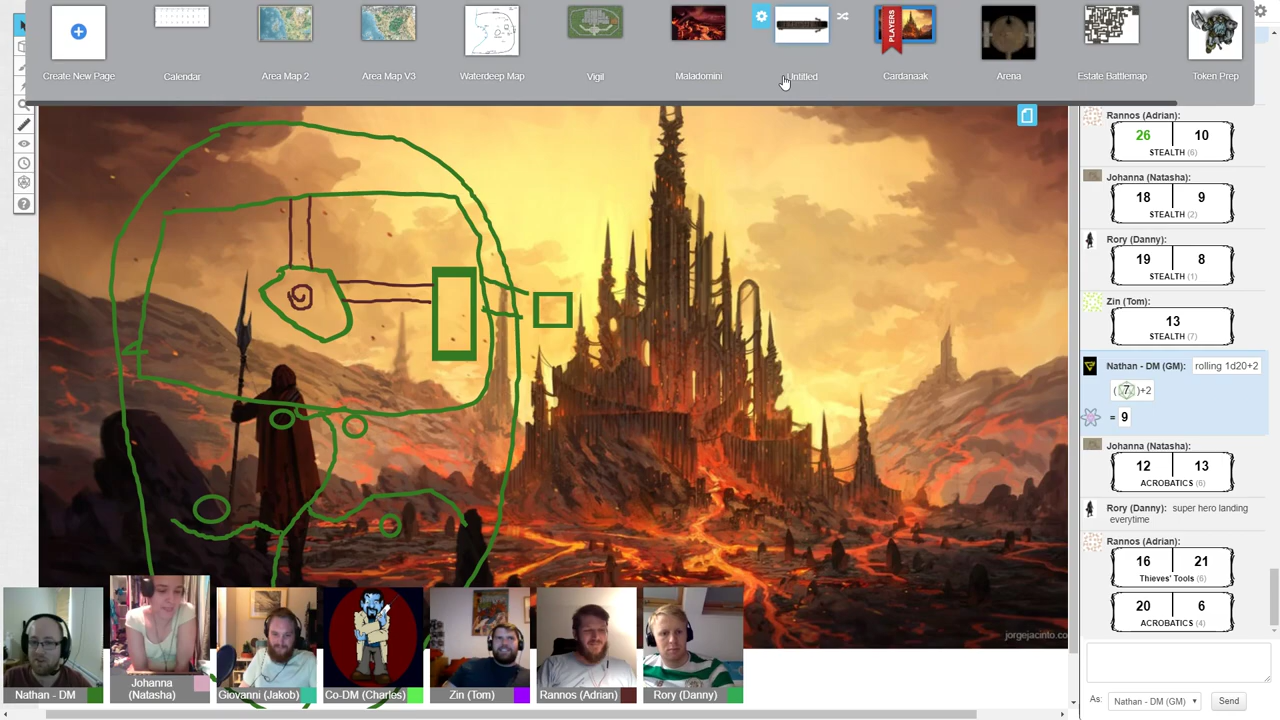 Create New Page
Calendar
Area Map 2
Area Map V3
Waterdeep Map
Vigil
Maladomini
Untitled
PLAYERS
Cardanaak
Arena
Estate Battlemap
Token Prep
Rannos (Adrian):
26 10
STEALTH (6)
Johanna (Natasha):
18 9
STEALTH (2)
Rory (Danny):
19 8
STEALTH (1)
Zin (Tom):
13
STEALTH (7)
Nathan - DM (GM): rolling 1d20+2
(7)+2
= 9
Johanna (Natasha):
12 13
ACROBATICS (6)
Rory (Danny): super hero landing
everytime
Rannos (Adrian):
16 21
Thieves' Tools (6)
20 6
ACROBATICS (4)
jorgejacinto.co
Nathan - DM
Johanna
(Natasha)
Giovanni (Jakob)
Co-DM (Charles)
Zin (Tom)
Rannos (Adrian)
Rory (Danny)
As: Nathan - DM (GM) Send